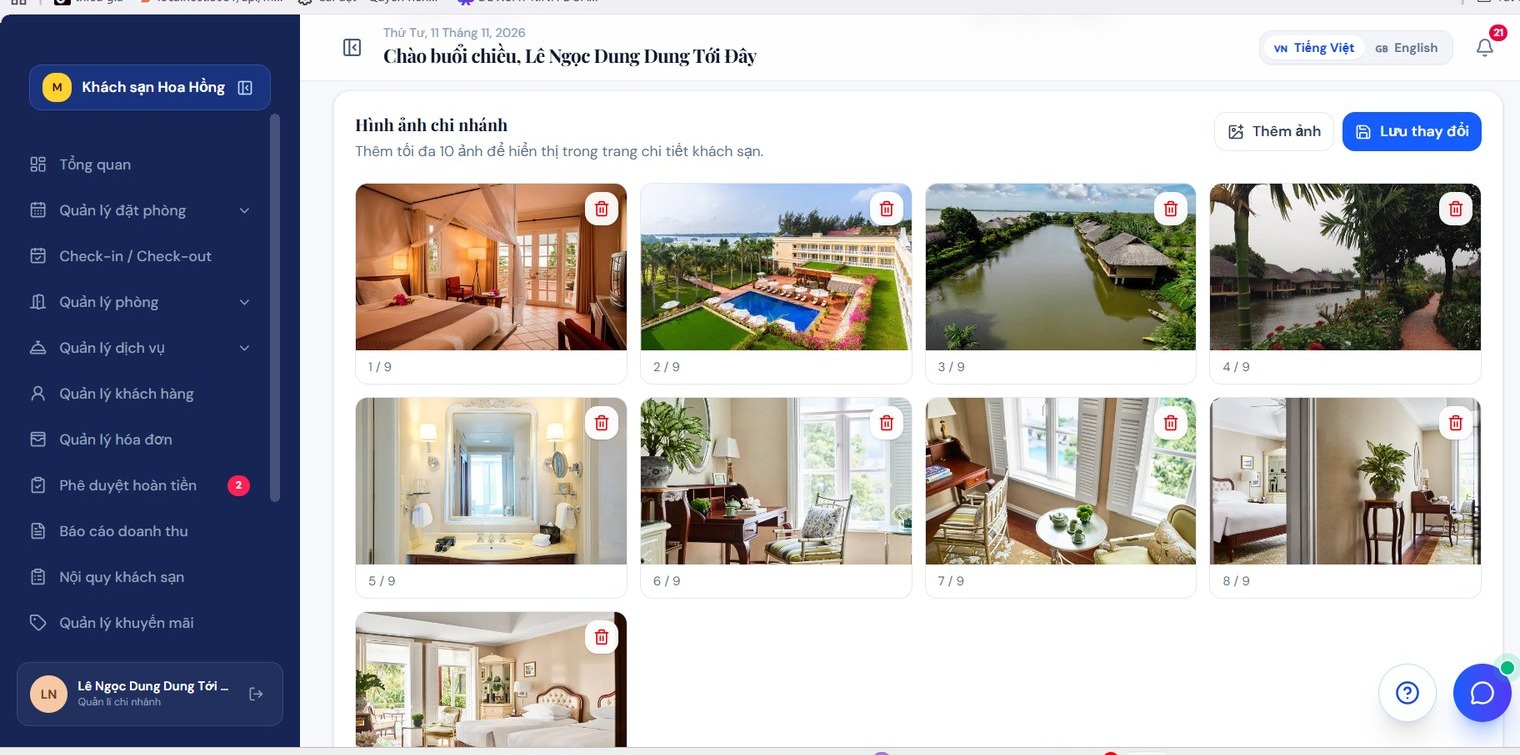 Thứ Tư, 11 Tháng 11, 2026
Chào buổi chiều, Lê Ngọc Dung Dung Tới Đây
VN Tiếng Việt
GB English
21
M
Khách sạn Hoa Hồng
Tổng quan
Quản lý đặt phòng
Check-in / Check-out
Quản lý phòng
Quản lý dịch vụ
Quản lý khách hàng
Quản lý hóa đơn
Phê duyệt hoàn tiền
2
Báo cáo doanh thu
Nội quy khách sạn
Quản lý khuyến mãi
LN
Lê Ngọc Dung Dung Tới ...
Quản lí chi nhánh
Hình ảnh chi nhánh
Thêm tối đa 10 ảnh để hiển thị trong trang chi tiết khách sạn.
Thêm ảnh
Lưu thay đổi
1 / 9
2 / 9
3 / 9
4 / 9
5 / 9
6 / 9
7 / 9
8 / 9